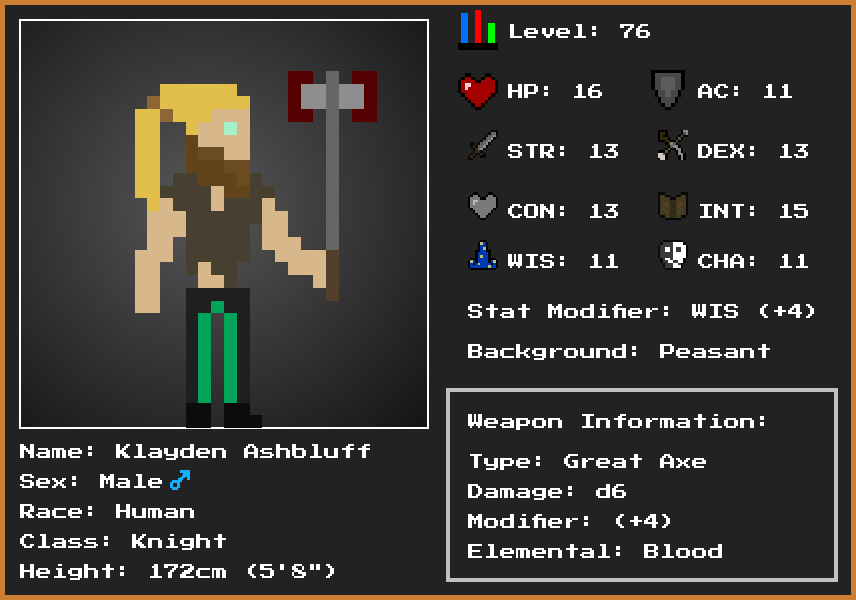 Level: 76
HP: 16
AC: 11
STR: 13
DEX: 13
CON: 13
INT: 15
WIS: 11
CHA: 11
Stat Modifier: WIS (+4)
Background: Peasant
Weapon Information:
Type: Great Axe
Damage: d6
Modifier: (+4)
Elemental: Blood
Name: Klayden Ashbluff
Sex: Male ♂
Race: Human
Class: Knight
Height: 172cm (5'8")